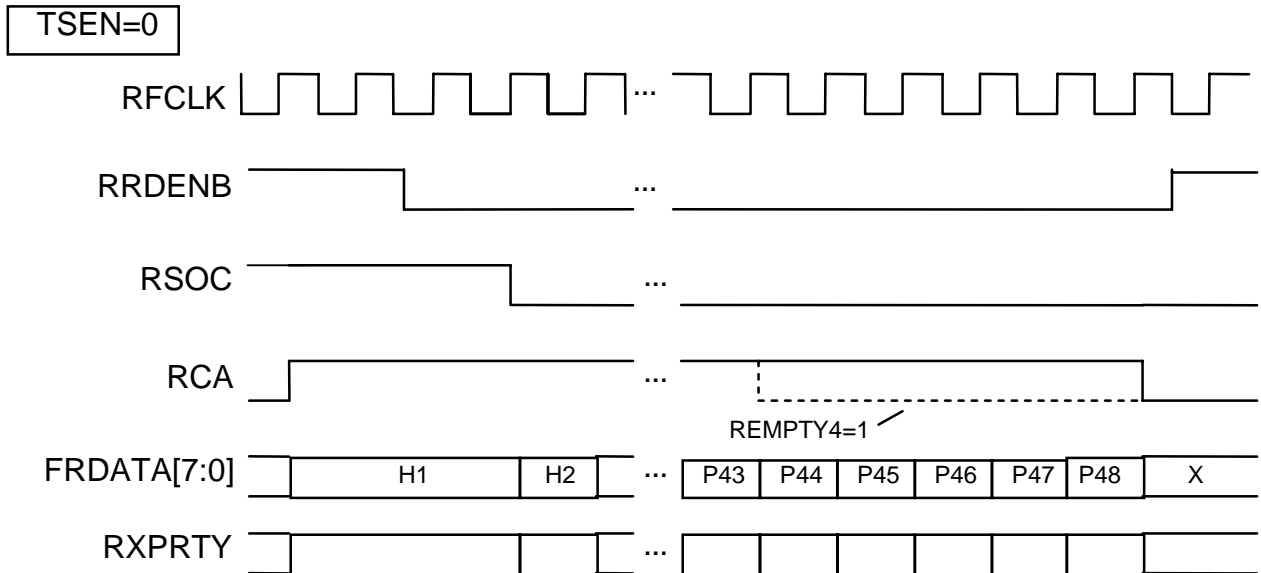 TSEN=0
RFCLK ...
RRDENB ...
RSOC ...
RCA ...
REMPTY4=1
FRDATA[7:0] H1 H2 ... P43 P44 P45 P46 P47 P48 X
RXPRTY ...